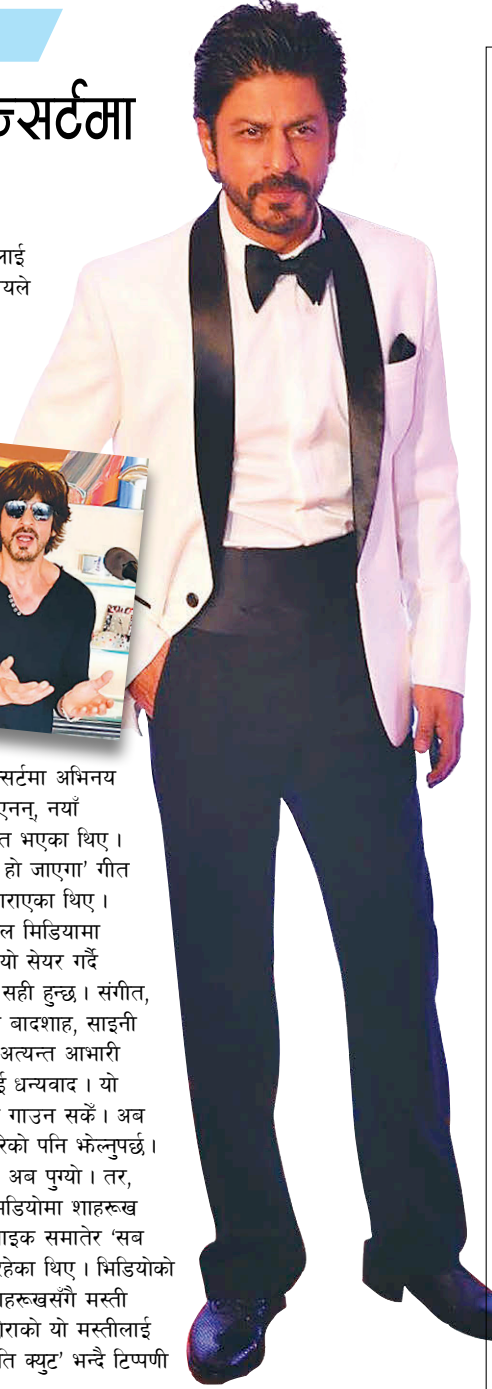 न्सर्टमा
लाई
यले
न्सर्टमा अभिनय
एनन्, नयाँ
त भएका थिए ।
हो जाएगा’ गीत
गराएका थिए ।
ल मिडियामा
यो सेयर गर्दै
सही हुन्छ । संगीत,
बादशाह, साइनी
अत्यन्त आभारी
ई धन्यवाद । यो
गाउन सकेँ । अब
रेको पनि झेल्नुपर्छ ।
अब पुग्यो । तर,
भिडियोमा शाहरूख
माइक समातेर ‘सब
रहेका थिए । भिडियोको
शाहरूखसँगै मस्ती
छोराको यो मस्तीलाई
ति क्युट’ भन्दै टिप्पणी